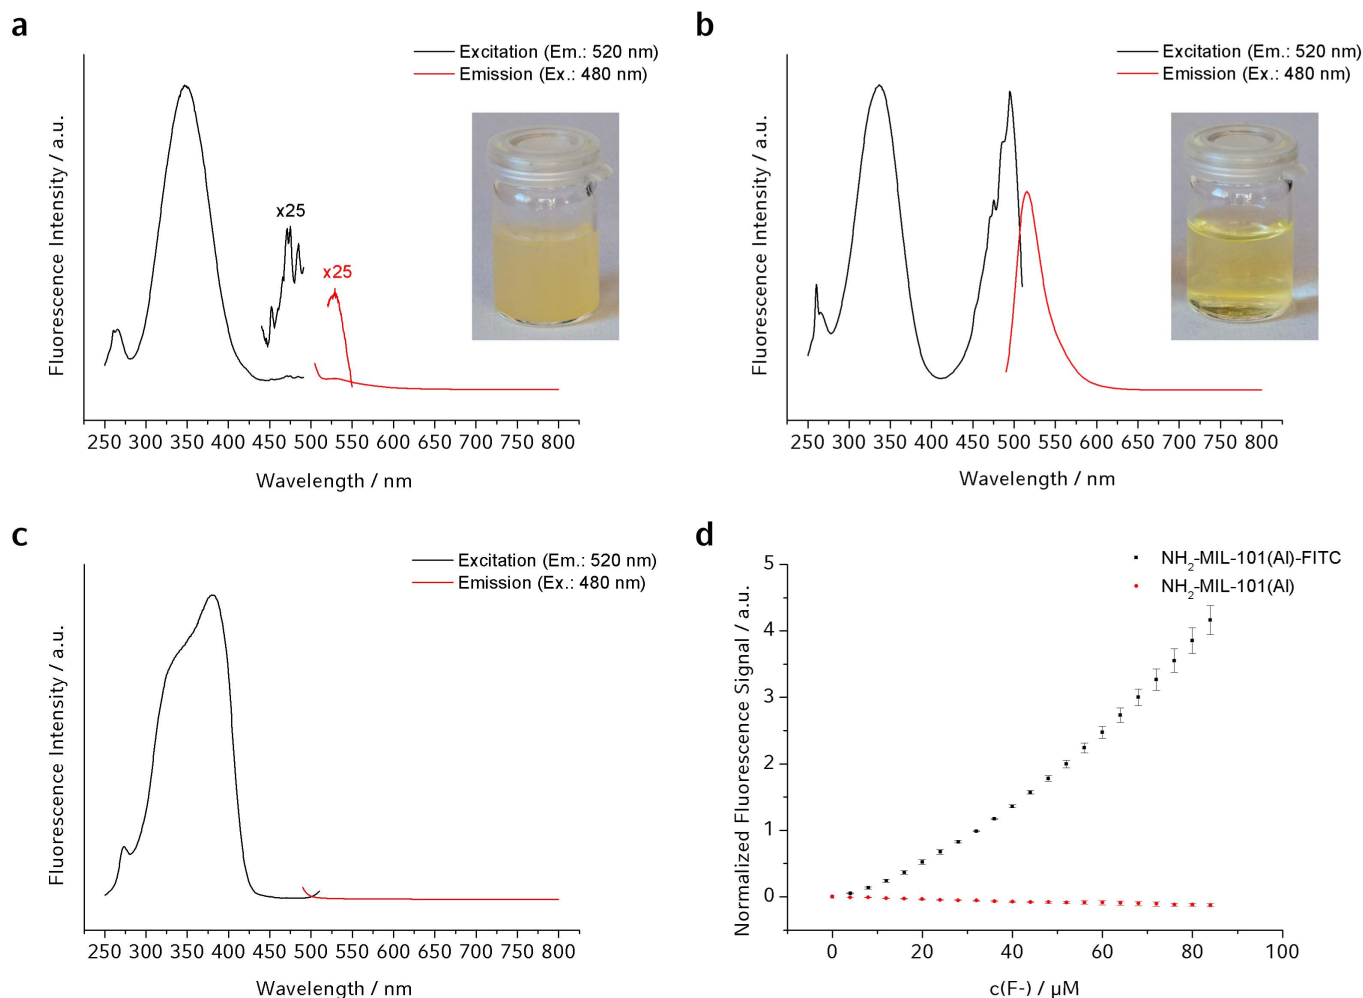 a
Excitation (Em.: 520 nm)
Emission (Ex.: 480 nm)
x25
x25
Fluorescence Intensity / a.u.
250 300 350 400 450 500 550 600 650 700 750 800
Wavelength / nm
b
Excitation (Em.: 520 nm)
Emission (Ex.: 480 nm)
Fluorescence Intensity / a.u.
250 300 350 400 450 500 550 600 650 700 750 800
Wavelength / nm
c
Excitation (Em.: 520 nm)
Emission (Ex.: 480 nm)
Fluorescence Intensity / a.u.
250 300 350 400 450 500 550 600 650 700 750 800
Wavelength / nm
d
NH₂-MIL-101(Al)-FITC
NH₂-MIL-101(Al)
Normalized Fluorescence Signal / a.u.
5
4
3
2
1
0
0 20 40 60 80 100
c(F-) / µM